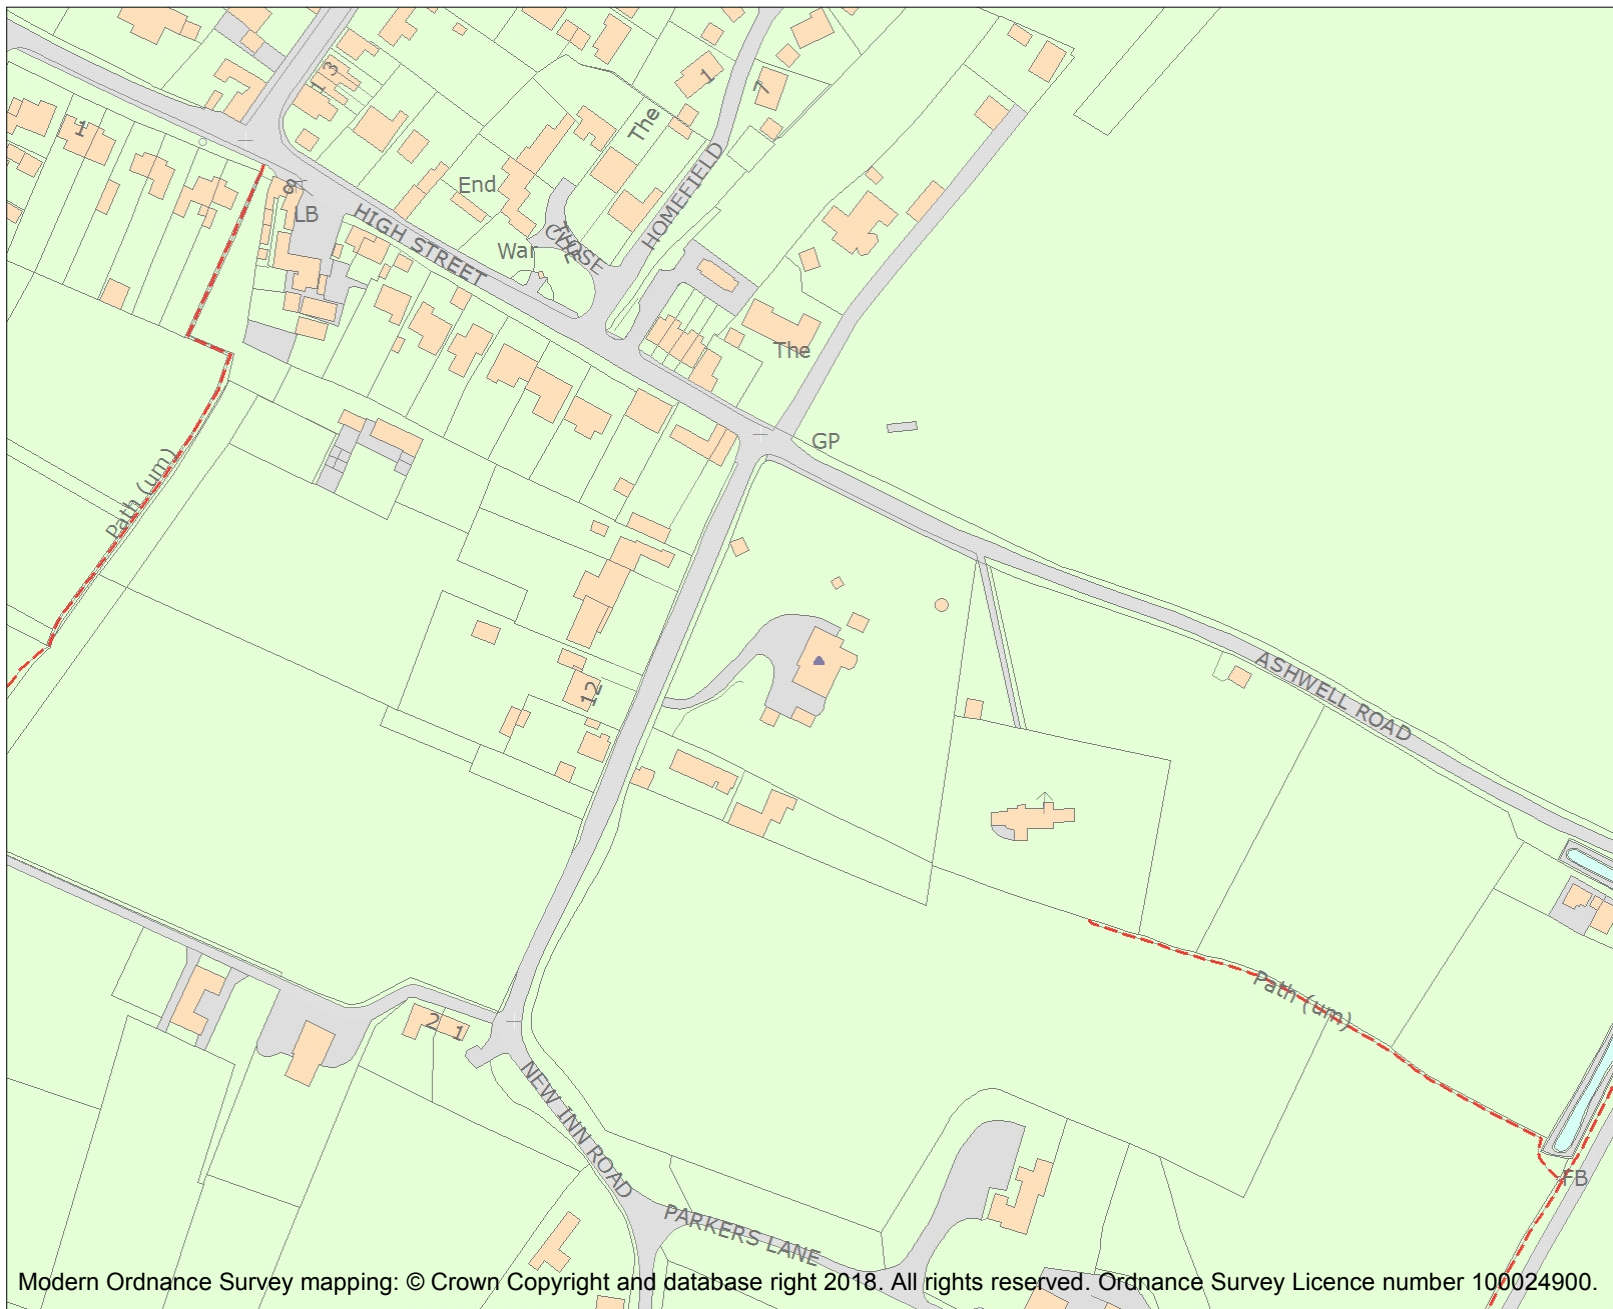 1 3
1
7
1
The
HOMEFIELD
End
8
LB
HIGH STREET
War
CLOSE
The
GP
Path (um)
ASHWELL ROAD
12
Path (um)
2
1
NEW INN ROAD
FB
PARKERS LANE
Modern Ordnance Survey mapping: © Crown Copyright and database right 2018. All rights reserved. Ordnance Survey Licence number 100024900.